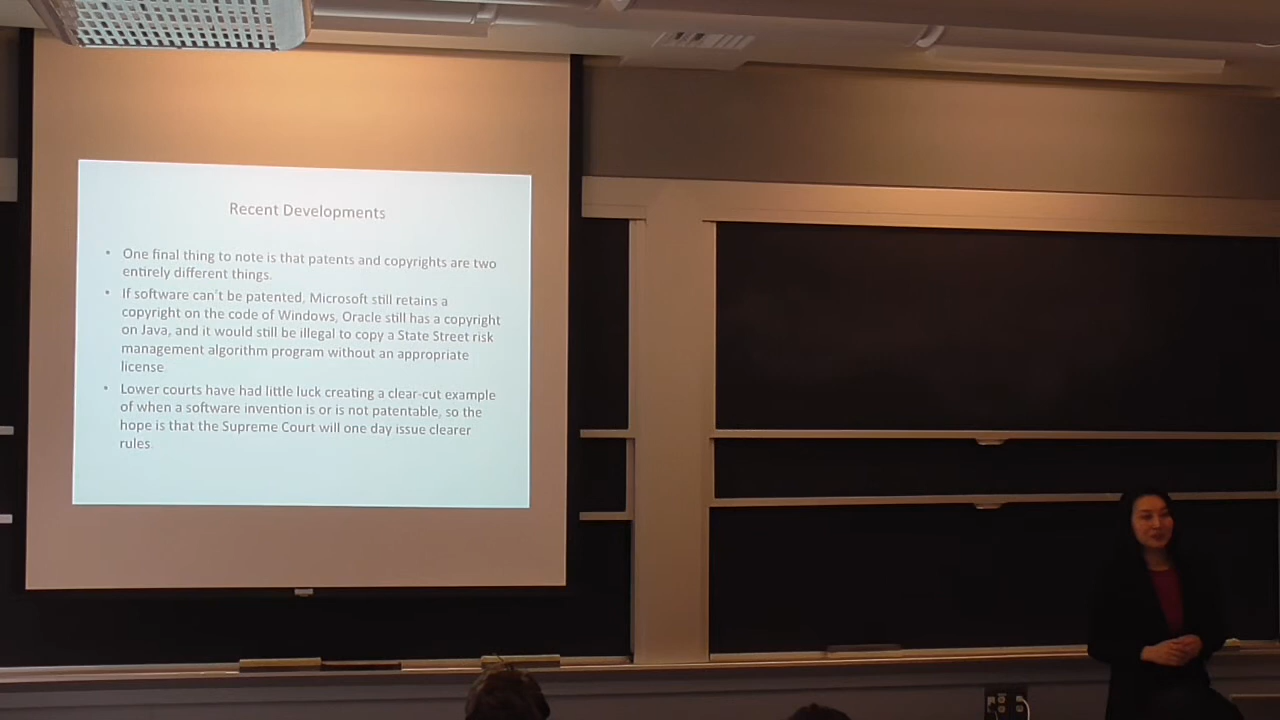 Recent Developments
• One final thing to note is that patents and copyrights are two
entirely different things.
• If software can't be patented, Microsoft still retains a
copyright on the code of Windows, Oracle still has a copyright
on Java, and it would still be illegal to copy a State Street risk
management algorithm program without an appropriate
license
• Lower courts have had little luck creating a clear-cut example
of when a software invention is or is not patentable, so the
hope is that the Supreme Court will one day issue clearer
rules.